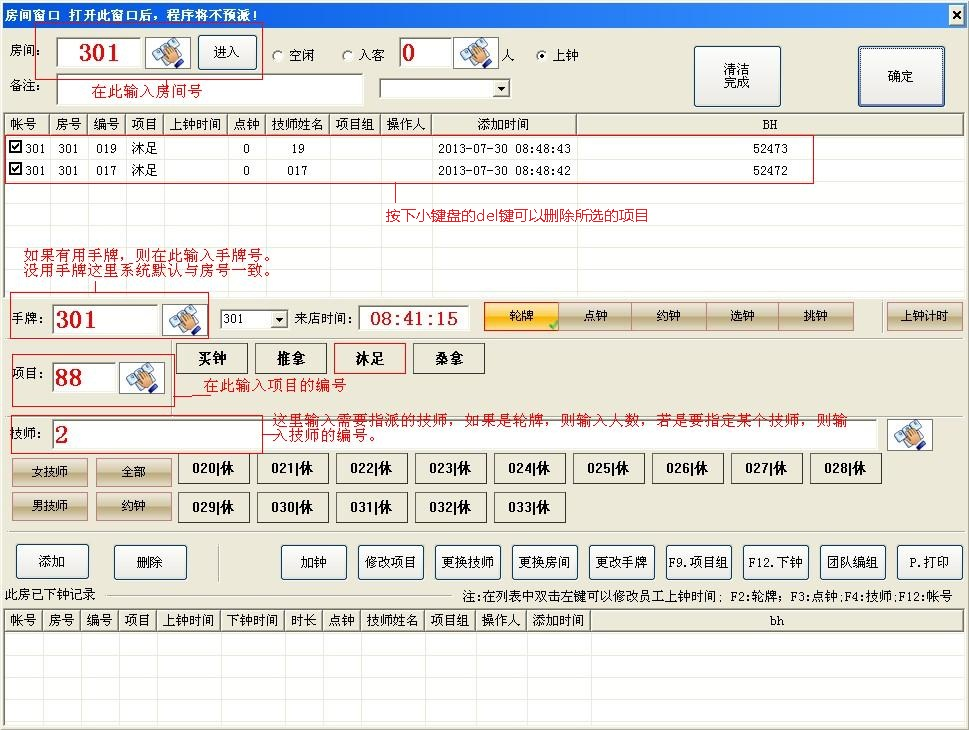 房间窗口 打开此窗口后，程序将不预派!
房间: 301 进入 空闲 入客 0 人 上钟 清洁完成 确定
备注: 在此输入房间号
帐号 房号 编号 项目 上钟时间 点钟 技师姓名 项目组 操作人 添加时间 BH
301 301 019 沐足 0 19 2013-07-30 08:48:43 52473
301 301 017 沐足 0 017 2013-07-30 08:48:42 52472
按下小键盘的del键可以删除所选的项目
如果有用手牌，则在此输入手牌号。
没用手牌这里系统默认与房号一致。
手牌: 301 301 来店时间: 08:41:15 轮牌 点钟 约钟 选钟 挑钟 上钟计时
买钟 推拿 沐足 桑拿
项目: 88 在此输入项目的编号
这里输入需要指派的技师，如果是轮牌，则输入人数，若是要指定某个技师，则输
技师: 2 入技师的编号。
女技师 全部 020|休 021|休 022|休 023|休 024|休 025|休 026|休 027|休 028|休
男技师 约钟 029|休 030|休 031|休 032|休 033|休
添加 删除 加钟 修改项目 更换技师 更换房间 更改手牌 F9.项目组 F12.下钟 团队编组 P.打印
此房已下钟记录 注:在列表中双击左键可以修改员工上钟时间; F2:轮牌; F3:点钟;F4:技师;F12:帐号
帐号 房号 编号 项目 上钟时间 下钟时间 时长 点钟 技师姓名 项目组 操作人 添加时间 bh